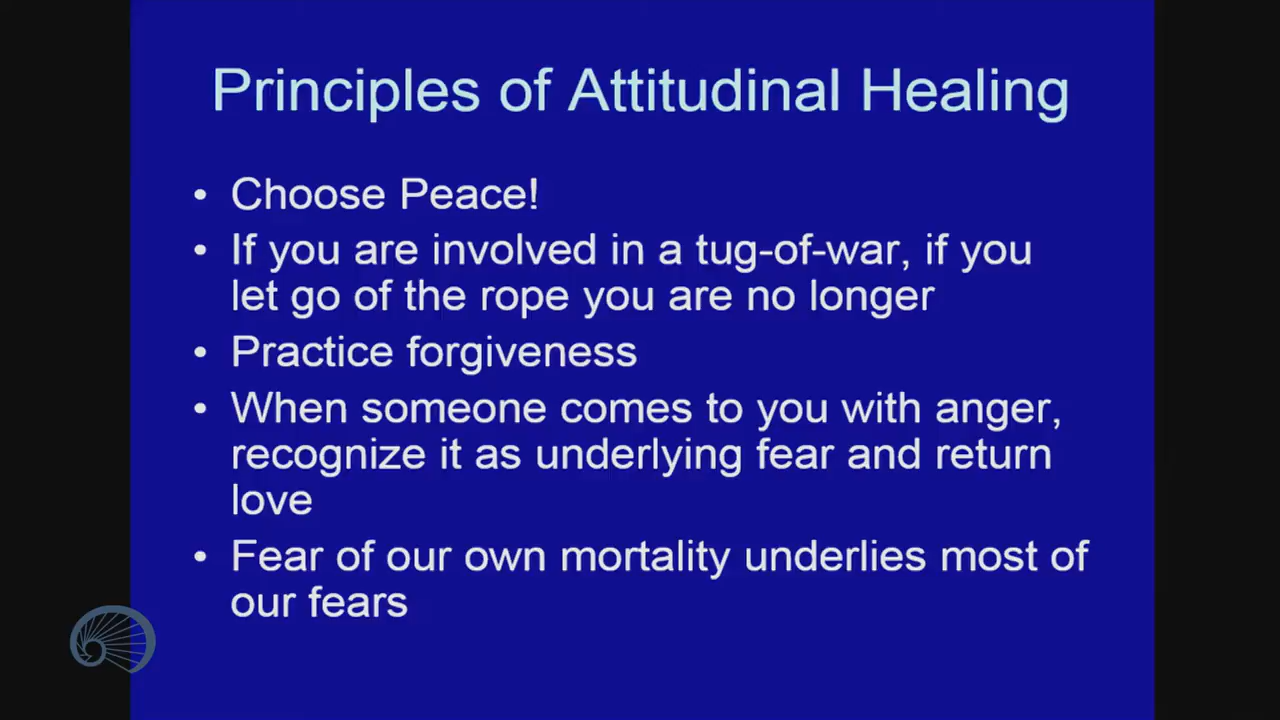 Principles of Attitudinal Healing
• Choose Peace!
• If you are involved in a tug-of-war, if you
let go of the rope you are no longer
• Practice forgiveness
• When someone comes to you with anger,
recognize it as underlying fear and return
love
• Fear of our own mortality underlies most of
our fears